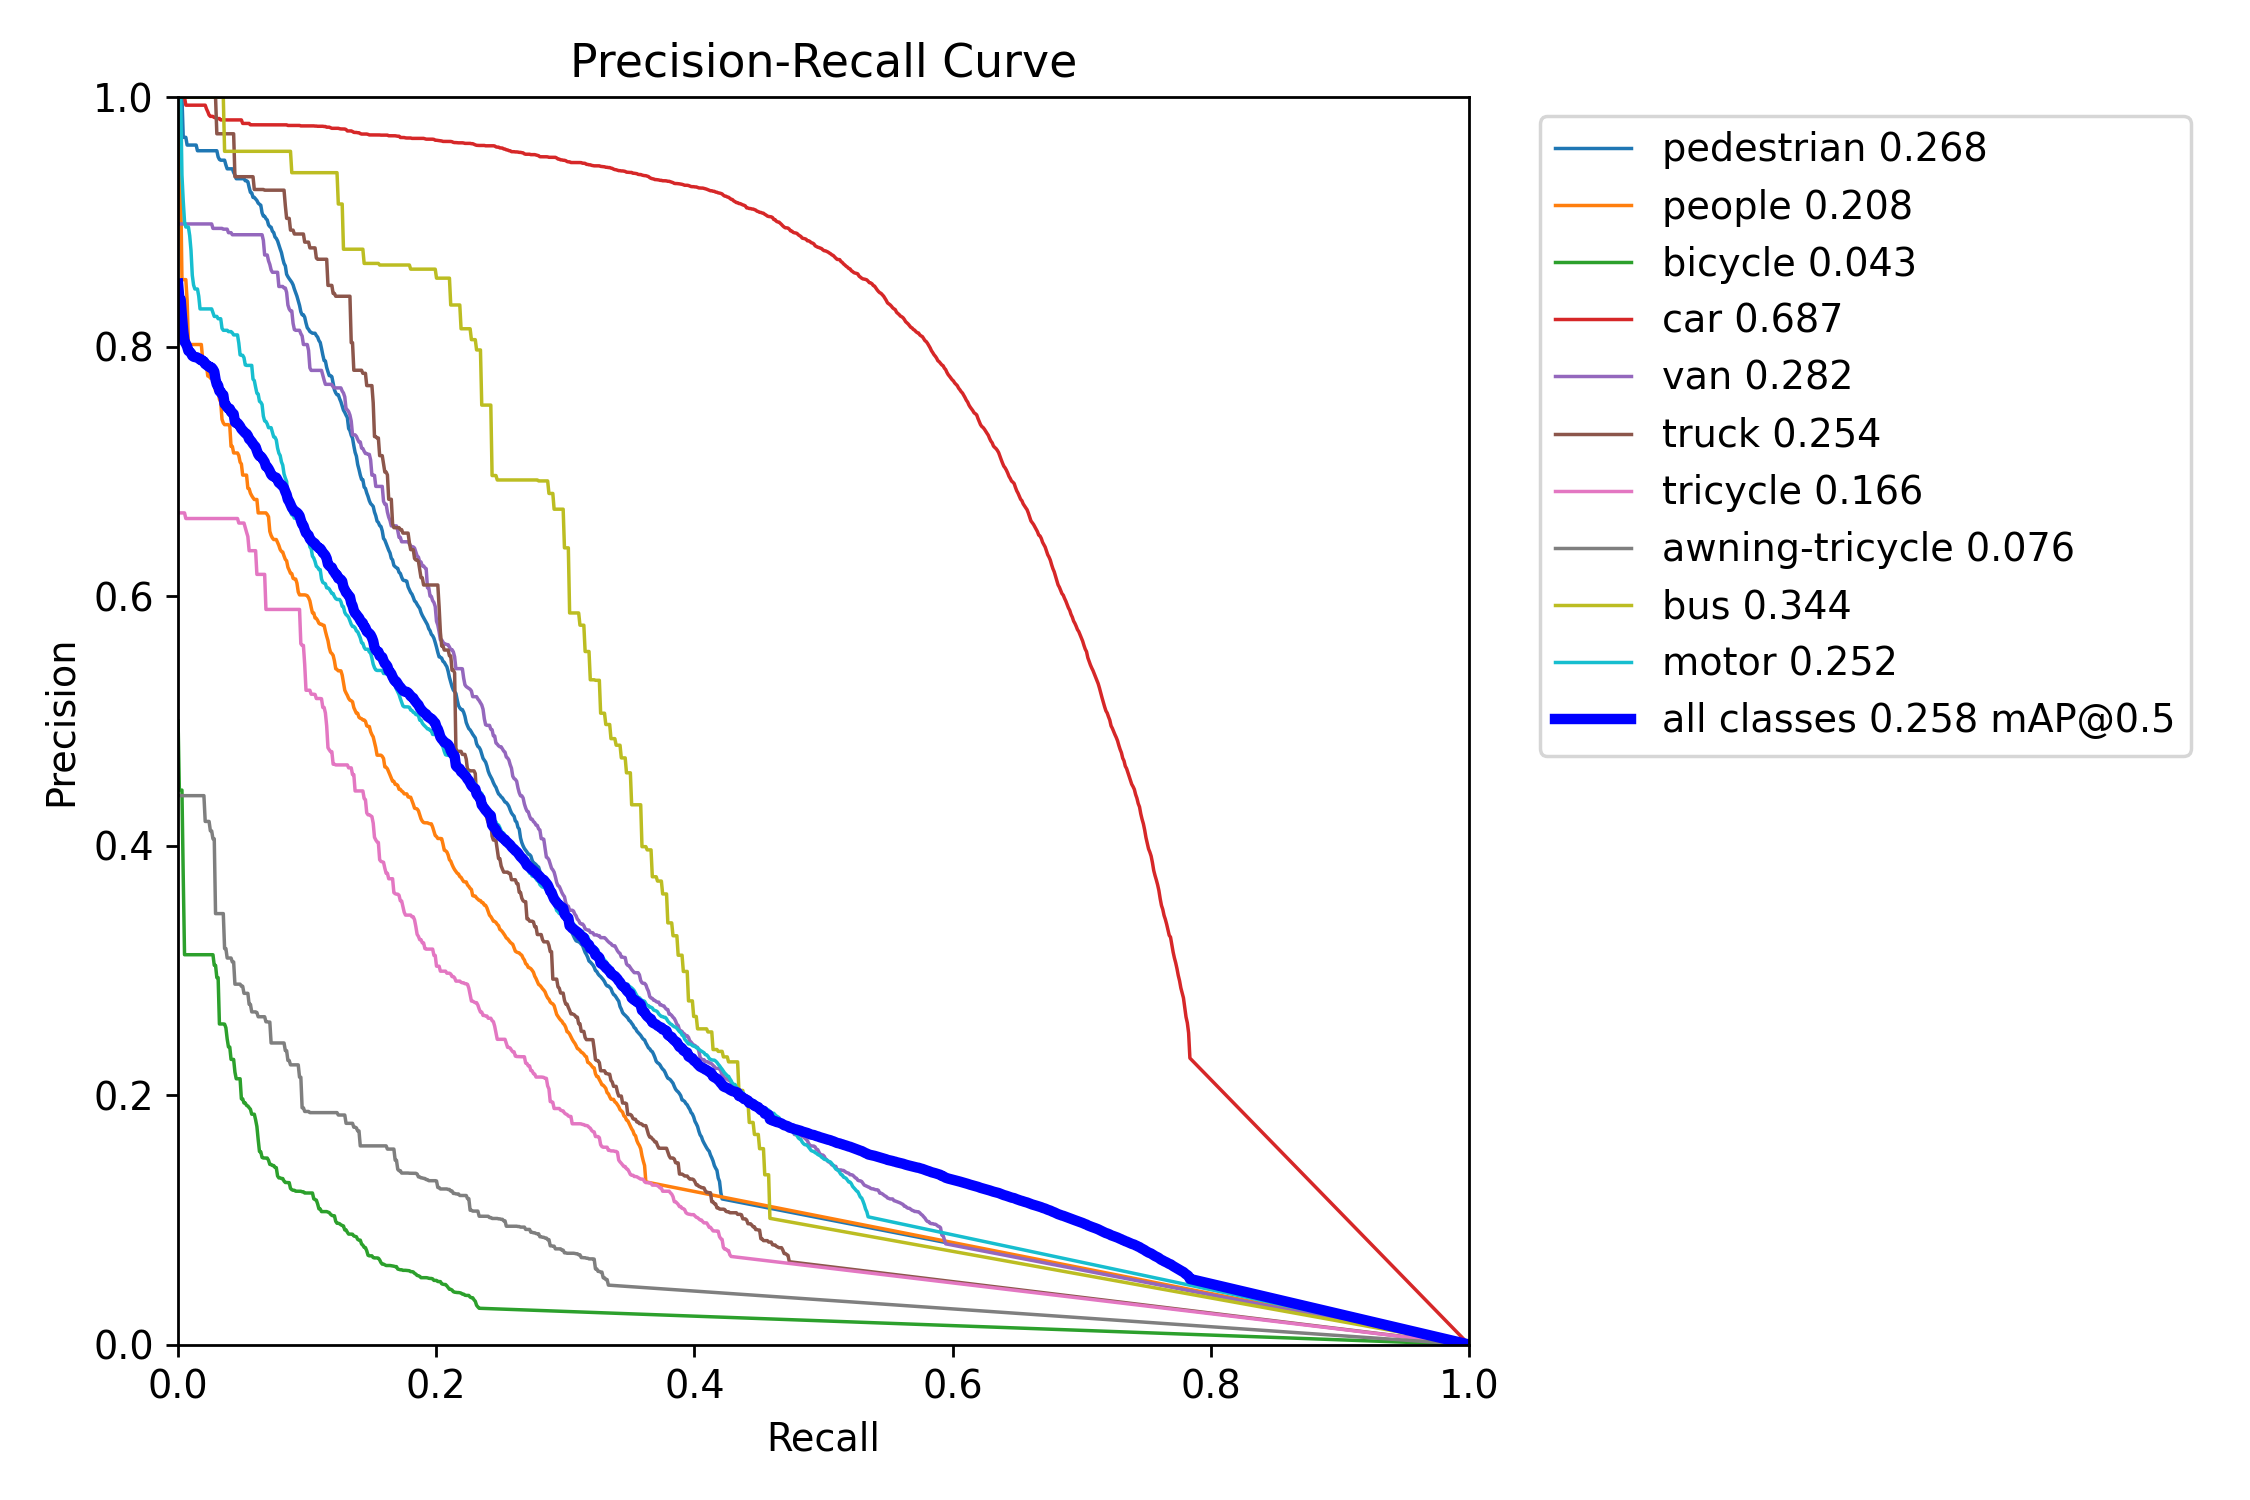 Precision-Recall Curve
1.0
0.8
0.6
0.4
0.2
0.0
Precision
0.0 0.2 0.4 0.6 0.8 1.0
Recall
pedestrian 0.268
people 0.208
bicycle 0.043
car 0.687
van 0.282
truck 0.254
tricycle 0.166
awning-tricycle 0.076
bus 0.344
motor 0.252
all classes 0.258 mAP@0.5